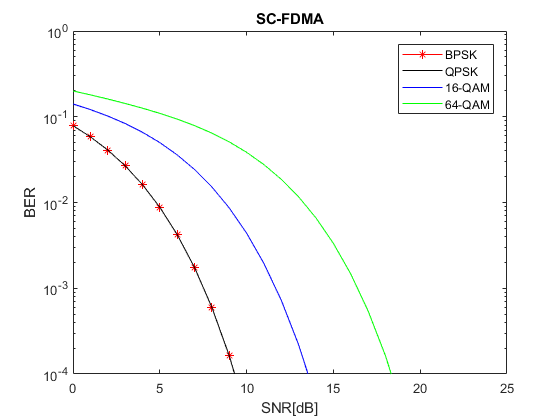 SC-FDMA
10^0
10^-1
10^-2
10^-3
10^-4
BER
0 5 10 15 20 25
SNR[dB]
BPSK
QPSK
16-QAM
64-QAM